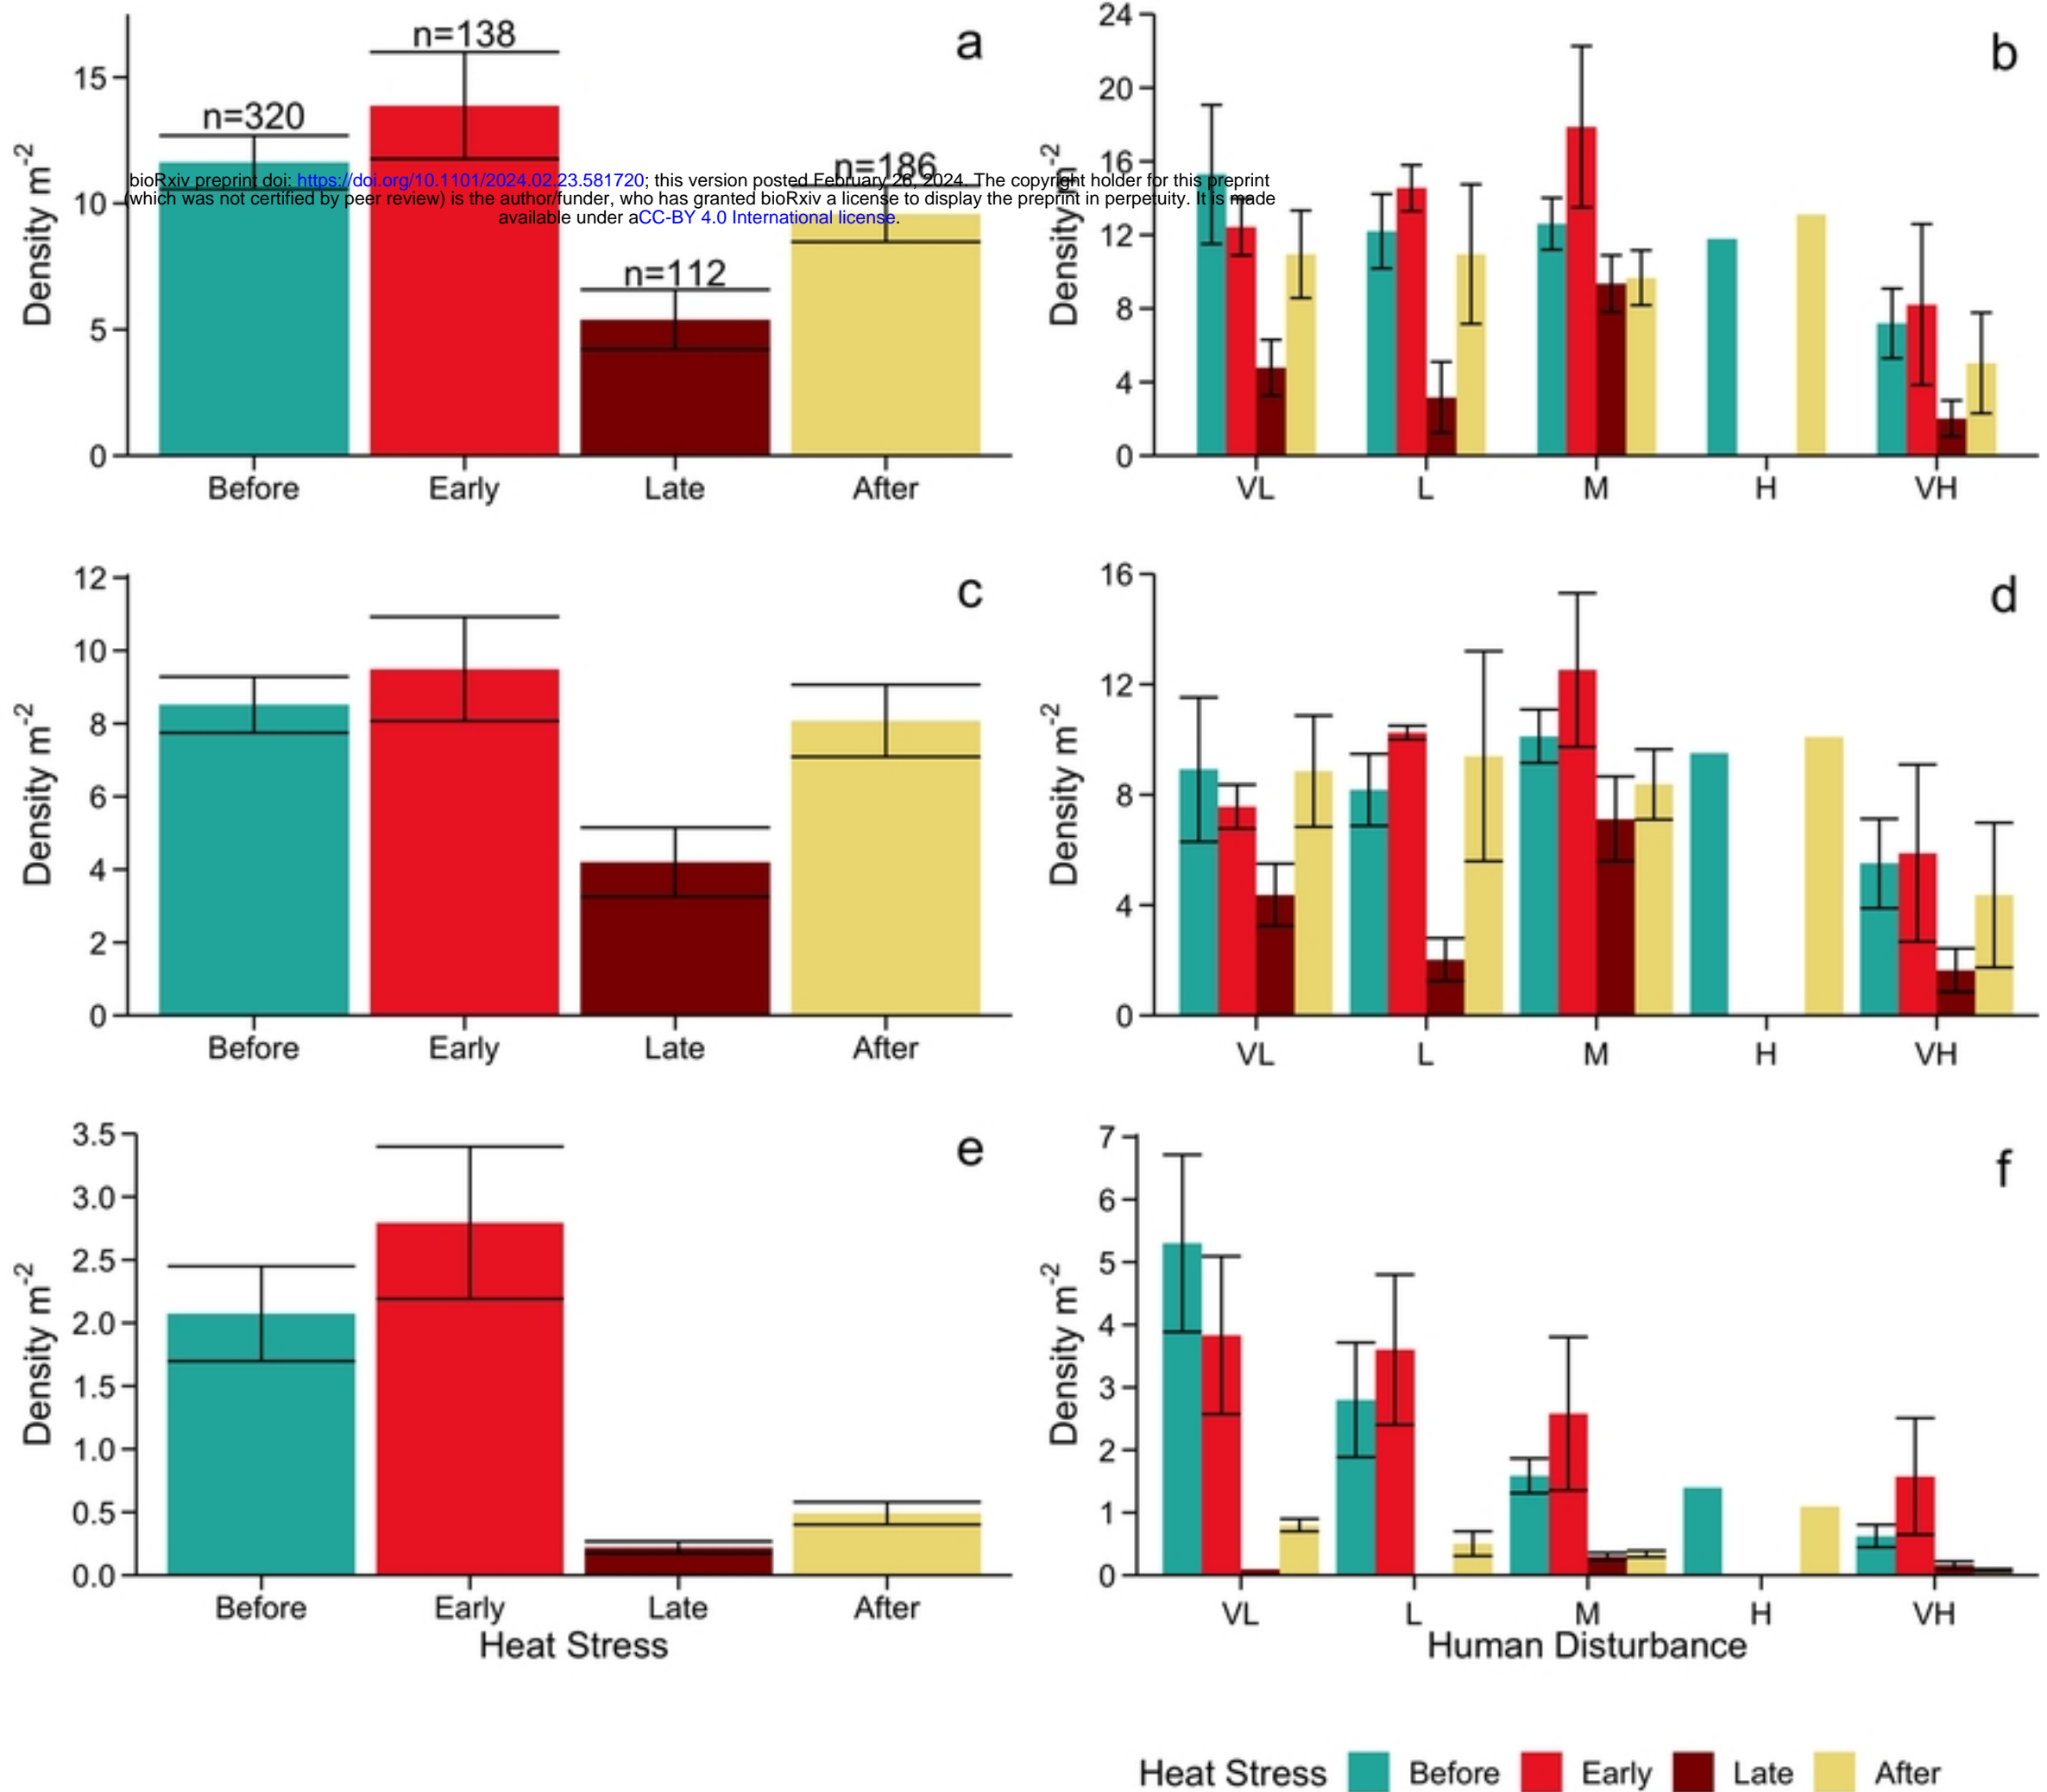 n=138
a
n=320
15
n=186
bioRxiv preprint doi: https://doi.org/10.1101/2024.02.23.581720; this version posted February 26, 2024. The copyright holder for this preprint
(which was not certified by peer review) is the author/funder, who has granted bioRxiv a license to display the preprint in perpetuity. It is made
available under aCC-BY 4.0 International license.
10
n=112
5
0
Density m-2
Before Early Late After
24
b
20
16
12
8
4
0
Density m-2
VL L M H VH
12
c
10
8
6
4
2
0
Density m-2
Before Early Late After
16
d
12
8
4
0
Density m-2
VL L M H VH
3.5
e
3.0
2.5
2.0
1.5
1.0
0.5
0.0
Density m-2
Before Early Late After
Heat Stress
7
f
6
5
4
3
2
1
0
Density m-2
VL L M H VH
Human Disturbance
Heat Stress Before Early Late After